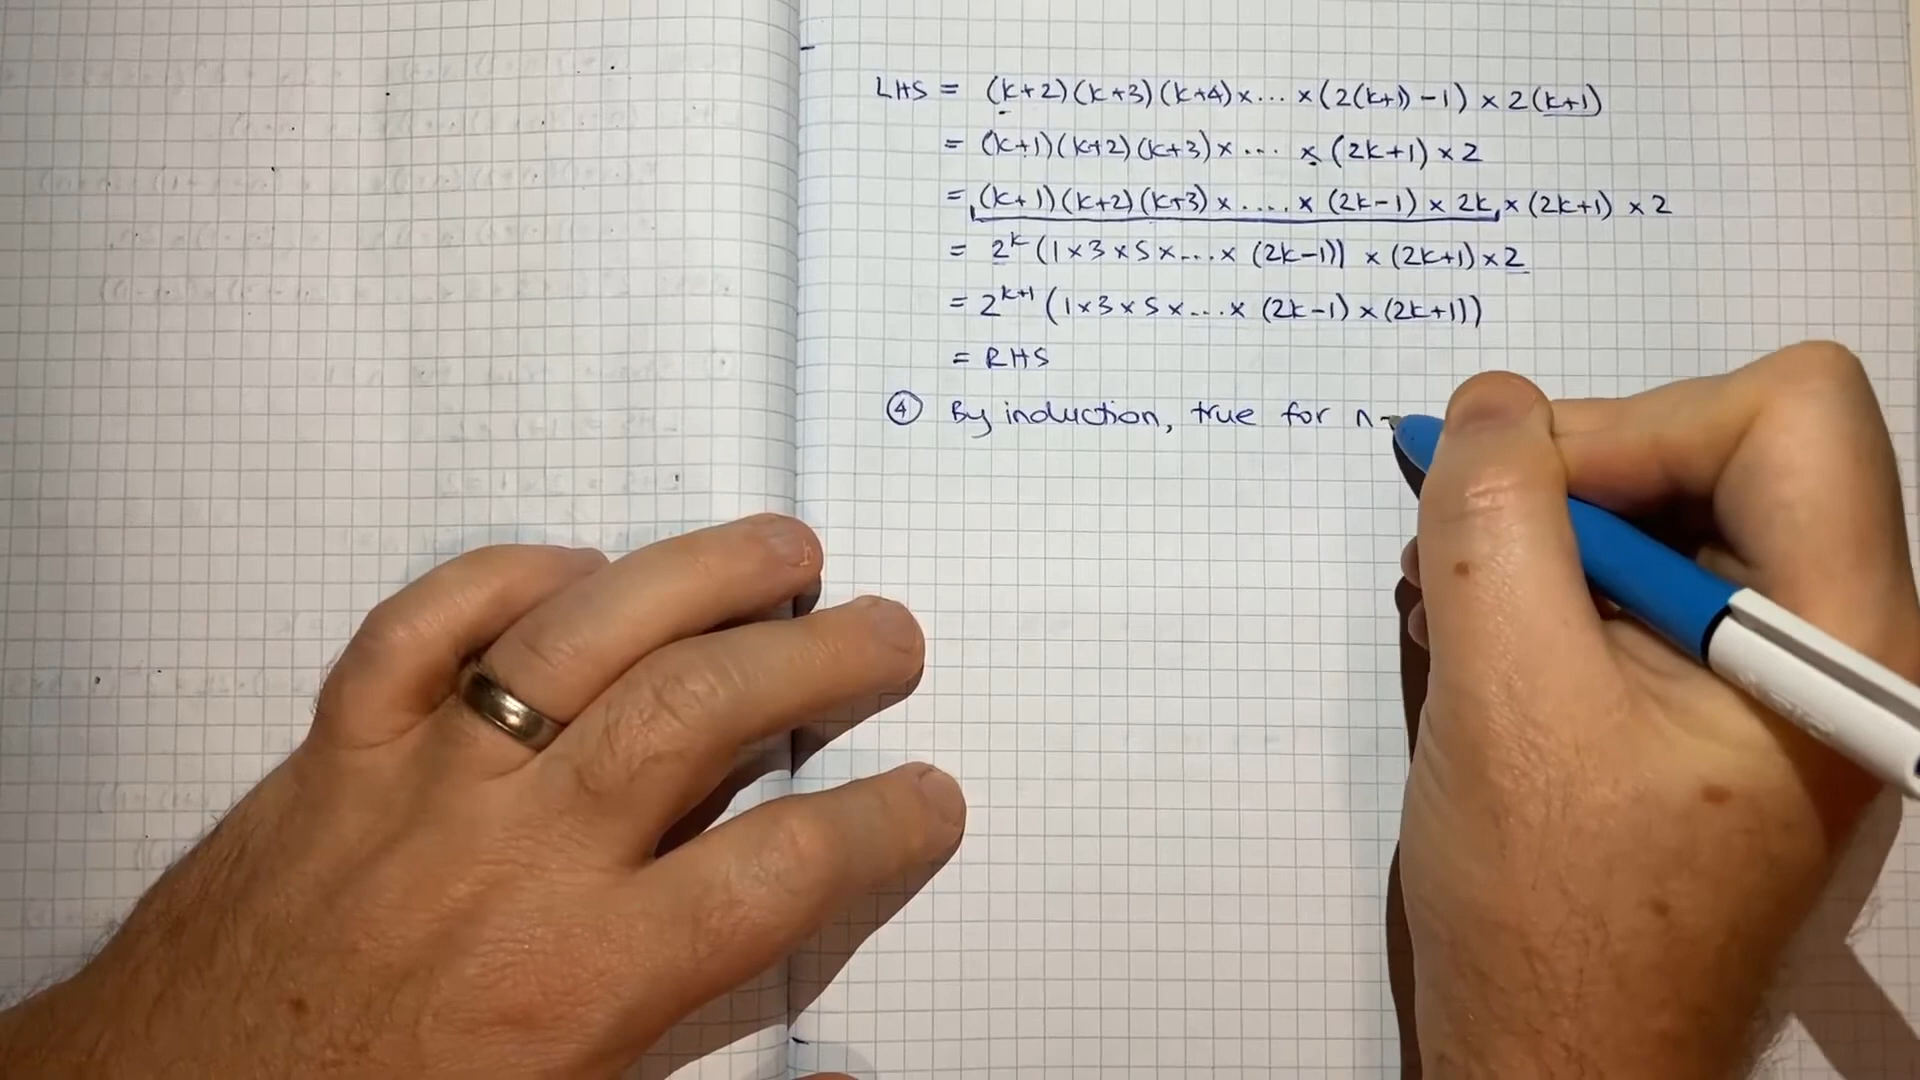 LHS = (k+2)(k+3)(k+4)×... ×(2(k+1)-1) × 2(k+1)
= (k+1)(k+2)(k+3)× ... × (2k+1) × 2
= (k+1)(k+2)(k+3) × .... × (2k-1) × 2k × (2k+1) × 2
= 2^k (1×3×5×...× (2k-1)) × (2k+1) × 2
= 2^k+1 (1×3×5×...× (2k-1) × (2k+1))
= RHS
④ By induction, true for n